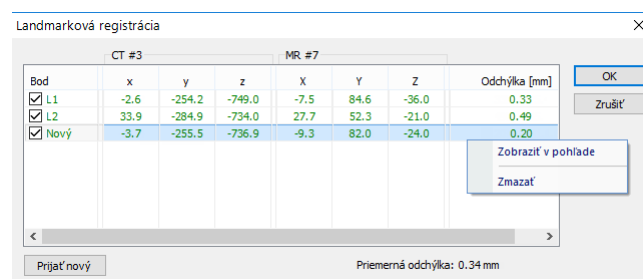 Landmarková registrácia
CT #3 MR #7
Bod x y z X Y Z Odchýlka [mm]
L1 -2.6 -254.2 -749.0 -7.5 84.6 -36.0 0.33
L2 33.9 -284.9 -734.0 27.7 52.3 -21.0 0.49
Nový -3.7 -255.5 -736.9 -9.3 82.0 -24.0 0.20
OK
Zrušiť
Zobraziť v pohľade
Zmazať
Prijať nový
Priemerná odchýlka: 0.34 mm